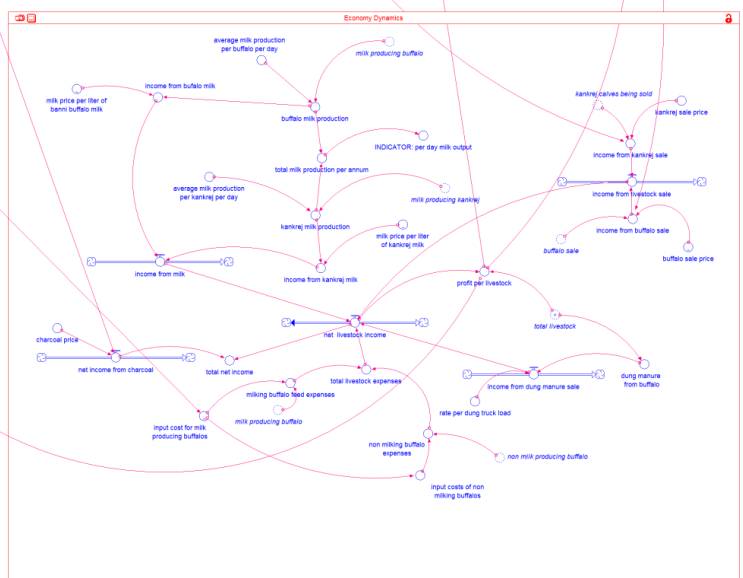 Economy Dynamics
average milk production
per buffalo per day
milk producing buffalo
income from bufalo milk
milk price per liter of
banni buffalo milk
kankrej calves being sold
kankrej sale price
buffalo milk production
INDICATOR: per day milk output
income from kankrej sale
total milk production per annum
average milk production
per kankrej per day
milk producing kankrej
income from livestock sale
kankrej milk production
milk price per liter
of kankrej milk
income from buffalo sale
buffalo sale
buffalo sale price
income from milk
income from kankrej milk
profit per livestock
total livestock
charcoal price
net livestock income
net income from charcoal
total net income
total livestock expenses
income from dung manure sale
dung manure
from buffalo
milking buffalo feed expenses
rate per dung truck load
milk producing buffalo
input cost for milk
producing buffalos
non milking buffalo
expenses
non milk producing buffalo
input costs of non
milking buffalos